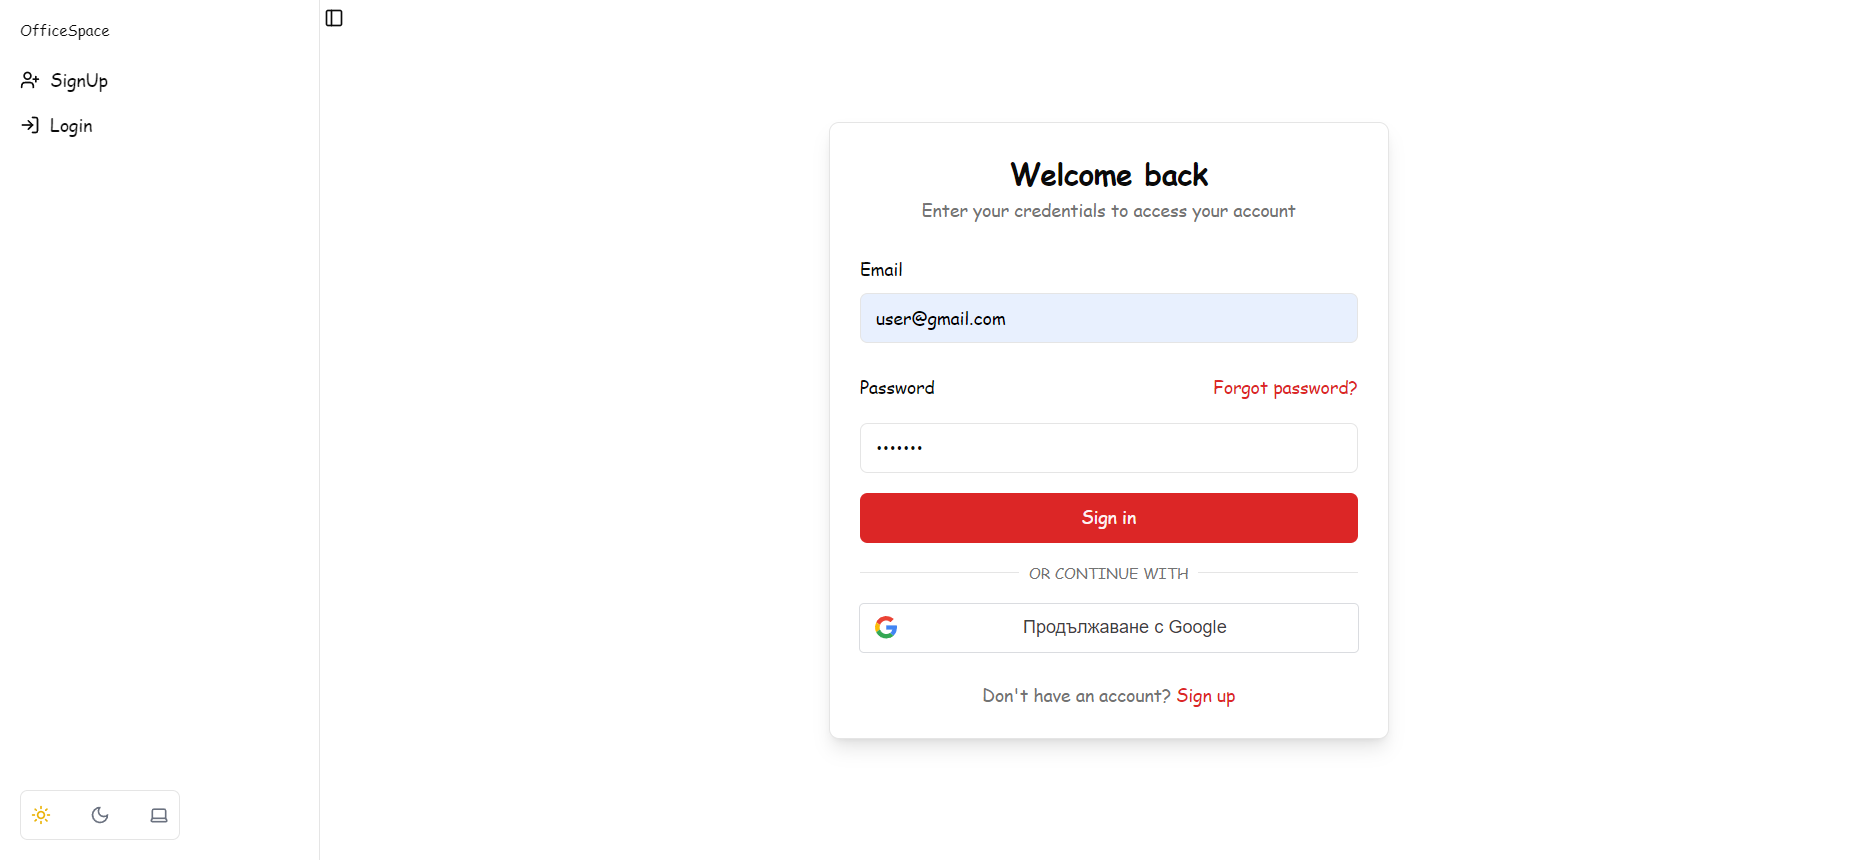 OfficeSpace
SignUp
Login
Welcome back
Enter your credentials to access your account
Email
user@gmail.com
Password
Forgot password?
•••••••
Sign in
OR CONTINUE WITH
Продължаване с Google
Don't have an account? Sign up